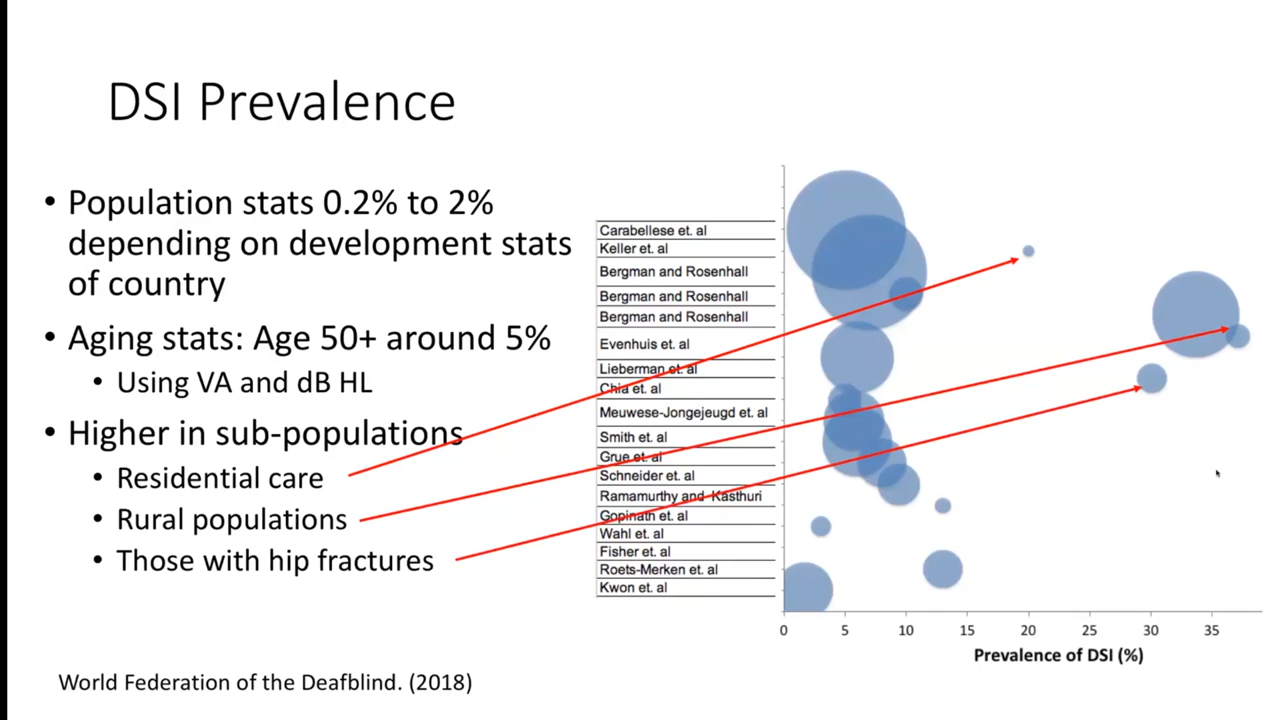 DSI Prevalence
• Population stats 0.2% to 2%
depending on development stats
of country
• Aging stats: Age 50+ around 5%
• Using VA and dB HL
• Higher in sub-populations
• Residential care
• Rural populations
• Those with hip fractures
World Federation of the Deafblind. (2018)
Carabellese et. al
Keller et. al
Bergman and Rosenhall
Bergman and Rosenhall
Bergman and Rosenhall
Evenhuis et. al
Lieberman et. al
Chia et. al
Meuwese-Jongejeugd et. al
Smith et. al
Grue et. al
Schneider et. al
Ramamurthy and Kasthuri
Gopinath et. al
Wahl et. al
Fisher et. al
Roets-Merken et. al
Kwon et. al
0 5 10 15 20 25 30 35
Prevalence of DSI (%)